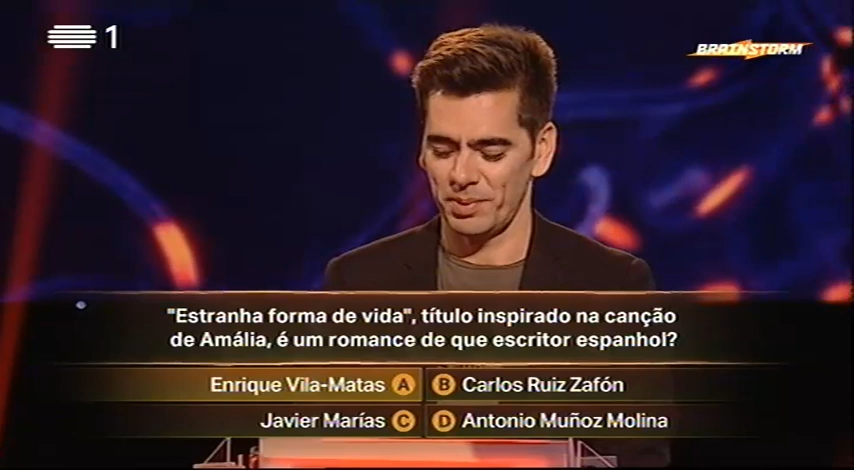 1
BRAINSTORM
"Estranha forma de vida", título inspirado na canção
de Amália, é um romance de que escritor espanhol?
Enrique Vila-Matas A
B Carlos Ruiz Zafón
Javier Marías C
D Antonio Muñoz Molina